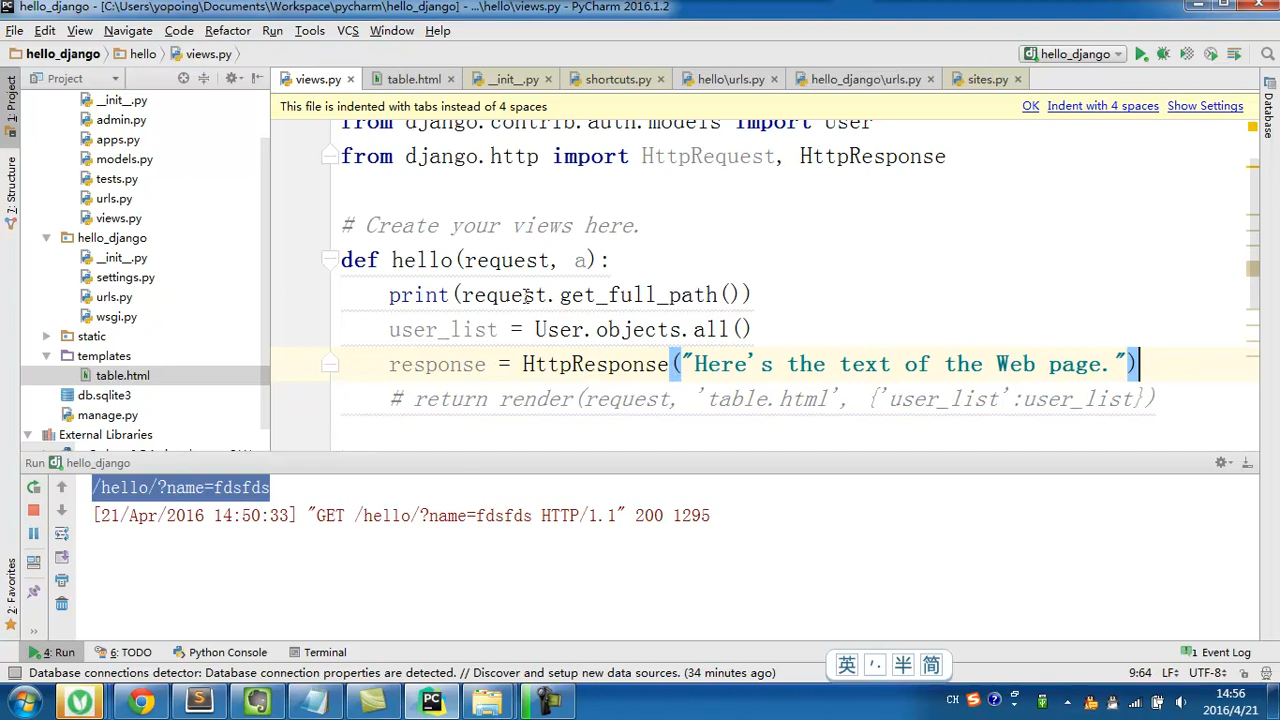 hello_django - [C:\Users\yopoing\Documents\Workspace\pycharm\hello_django] - ...\hello\views.py - PyCharm 2016.1.2
File Edit View Navigate Code Refactor Run Tools VCS Window Help
hello_django hello views.py hello_django
Project views.py table.html __init__.py shortcuts.py hello\urls.py hello_django\urls.py sites.py
1: Project
7: Structure
2: Favorites
Database
This file is indented with tabs instead of 4 spaces OK Indent with 4 spaces Show Settings
__init__.py
admin.py
apps.py
models.py
tests.py
urls.py
views.py
hello_django
__init__.py
settings.py
urls.py
wsgi.py
static
templates
table.html
db.sqlite3
manage.py
External Libraries
from django.contrib.auth.models import User
from django.http import HttpRequest, HttpResponse
# Create your views here.
def hello(request, a):
print(request.get_full_path())
user_list = User.objects.all()
response = HttpResponse("Here's the text of the Web page.")
# return render(request, 'table.html', {'user_list':user_list})
Run hello_django
/hello/?name=fdsfds
[21/Apr/2016 14:50:33] "GET /hello/?name=fdsfds HTTP/1.1" 200 1295
4: Run 6: TODO Python Console Terminal 1 Event Log
Database connections detector: Database connection properties are detected. // Discover and setup new data sources. (34 minutes ago) 9:64 LF÷ UTF-8÷
英 半 简
CH 14:56
2016/4/21